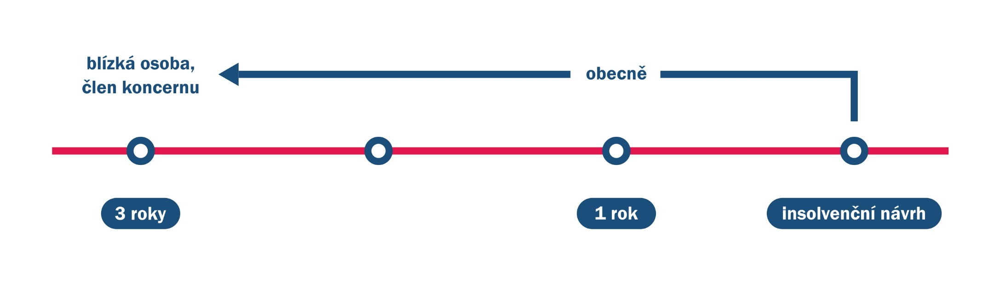 blízká osoba,
člen koncernu
obecně
3 roky
1 rok
insolvenční návrh